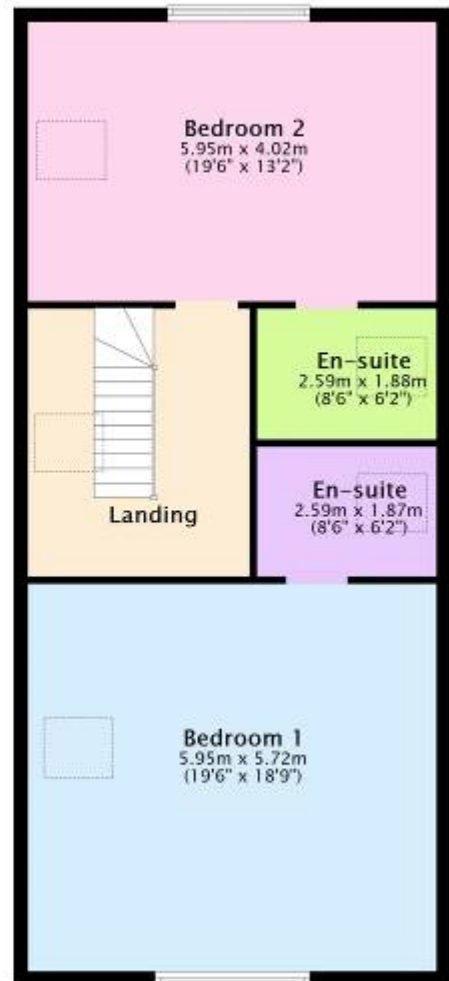 Bedroom 2
5.95m x 4.02m
(19'6" x 13'2")
En-suite
2.59m x 1.88m
(8'6" x 6'2")
En-suite
2.59m x 1.87m
(8'6" x 6'2")
Landing
Bedroom 1
5.95m x 5.72m
(19'6" x 18'9")